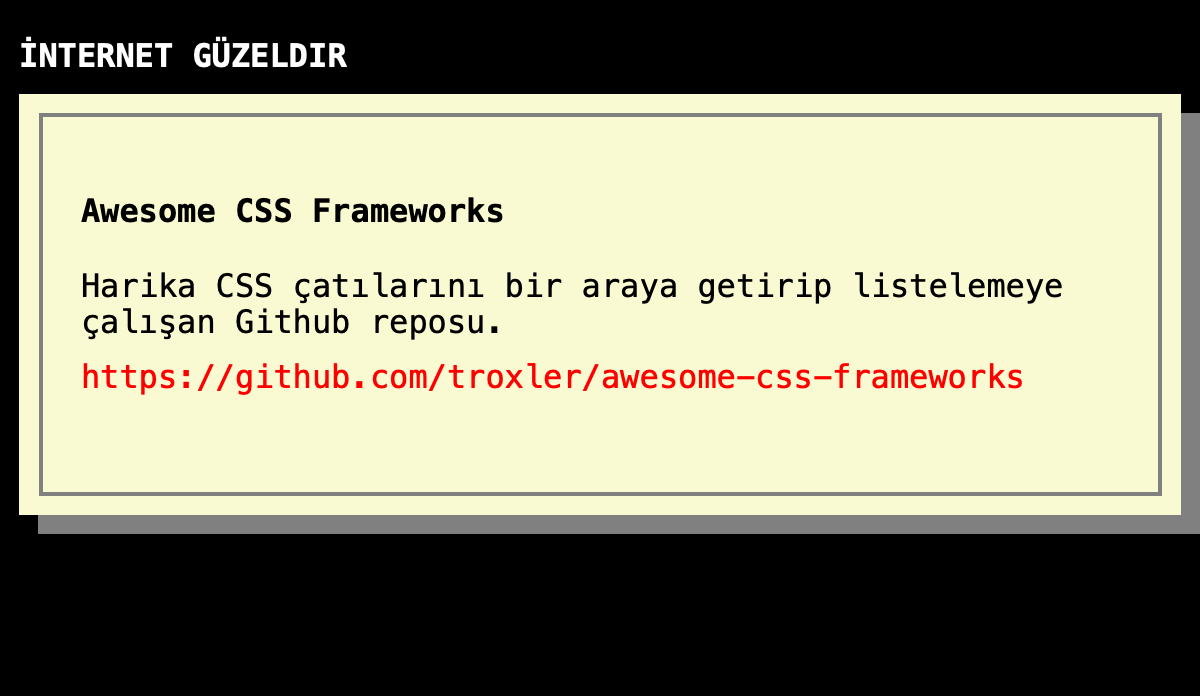 İNTERNET GÜZELDIR
Awesome CSS Frameworks
Harika CSS çatılarını bir araya getirip listelemeye
çalışan Github reposu.
https://github.com/troxler/awesome-css-frameworks